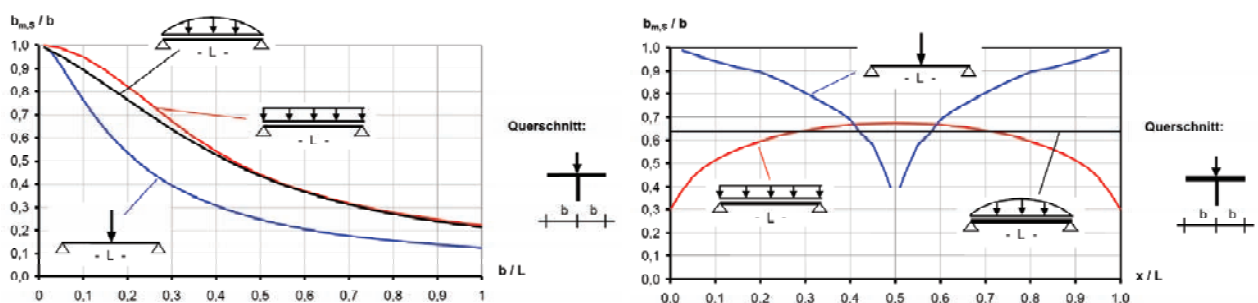 b m,s / b
1,0
0,9
0,8
0,7
0,6
0,5
0,4
0,3
0,2
0,1
0,0
0 0,1 0,2 0,3 0,4 0,5 0,6 0,7 0,8 0,9 1
b / L
- L -
- L -
- L -
Querschnitt:
b b
b m,s / b
1,0
0,9
0,8
0,7
0,6
0,5
0,4
0,3
0,2
0,1
0,0
0.0 0.1 0.2 0.3 0.4 0.5 0.6 0.7 0.8 0.9 1.0
x / L
- L -
- L -
- L -
Querschnitt:
b b